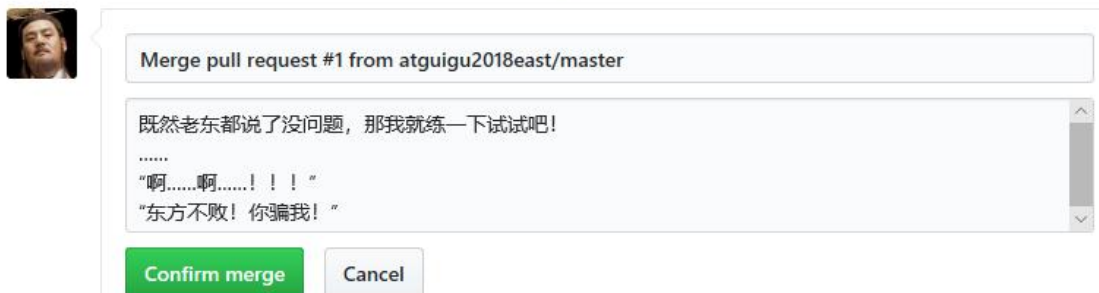 Merge pull request #1 from atguigu2018east/master
既然老东都说了没问题，那我就练一下试试吧！
……
“啊……啊……！！！”
“东方不败！你骗我！”
Confirm merge
Cancel